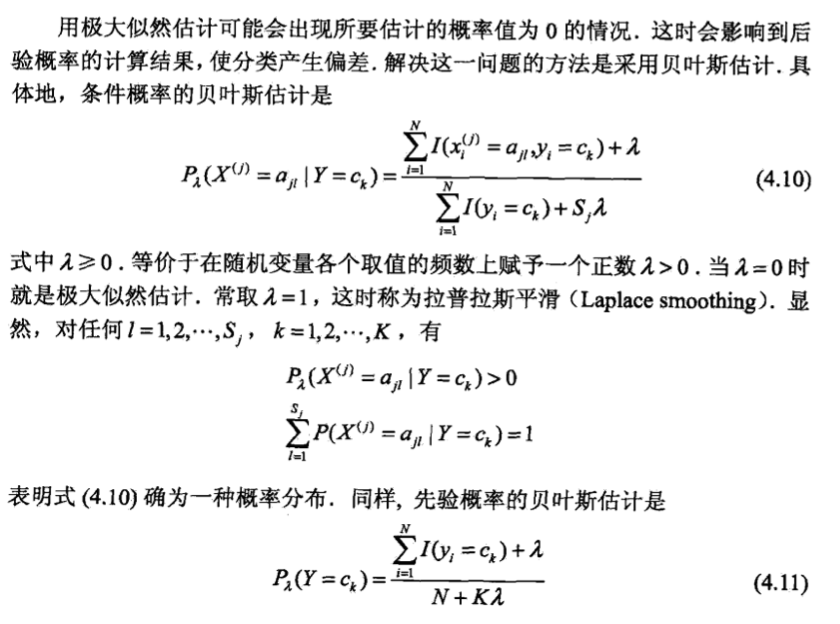 用极大似然估计可能会出现所要估计的概率值为 0 的情况．这时会影响到后
验概率的计算结果，使分类产生偏差．解决这一问题的方法是采用贝叶斯估计．具
体地，条件概率的贝叶斯估计是
$$P_\lambda(X^{(j)}=a_{jl}\mid Y=c_k)=\frac{\sum_{i=1}^{N}I(x_i^{(j)}=a_{jl},y_i=c_k)+\lambda}{\sum_{i=1}^{N}I(y_i=c_k)+S_j\lambda}$$ (4.10)
式中 λ≥0．等价于在随机变量各个取值的频数上赋予一个正数 λ>0．当 λ=0 时
就是极大似然估计．常取 λ=1，这时称为拉普拉斯平滑（Laplace smoothing）．显
然，对任何 $l=1,2,\cdots,S_j$， $k=1,2,\cdots,K$，有
$$P_\lambda(X^{(j)}=a_{jl}\mid Y=c_k)>0$$
$$\sum_{l=1}^{S_j}P(X^{(j)}=a_{jl}\mid Y=c_k)=1$$
表明式 (4.10) 确为一种概率分布．同样, 先验概率的贝叶斯估计是
$$P_\lambda(Y=c_k)=\frac{\sum_{i=1}^{N}I(y_i=c_k)+\lambda}{N+K\lambda}$$ (4.11)